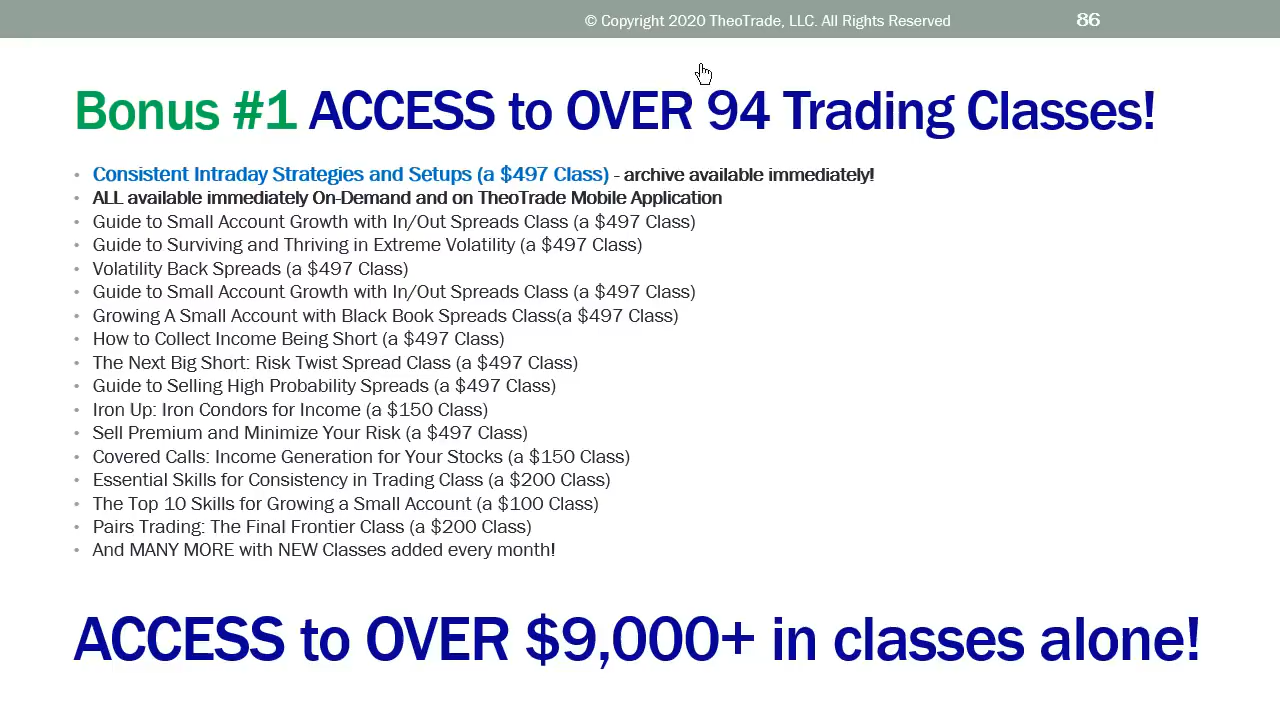 © Copyright 2020 TheoTrade, LLC. All Rights Reserved 86
Bonus #1 ACCESS to OVER 94 Trading Classes!
• Consistent Intraday Strategies and Setups (a $497 Class) - archive available immediately!
• ALL available immediately On-Demand and on TheoTrade Mobile Application
• Guide to Small Account Growth with In/Out Spreads Class (a $497 Class)
• Guide to Surviving and Thriving in Extreme Volatility (a $497 Class)
• Volatility Back Spreads (a $497 Class)
• Guide to Small Account Growth with In/Out Spreads Class (a $497 Class)
• Growing A Small Account with Black Book Spreads Class(a $497 Class)
• How to Collect Income Being Short (a $497 Class)
• The Next Big Short: Risk Twist Spread Class (a $497 Class)
• Guide to Selling High Probability Spreads (a $497 Class)
• Iron Up: Iron Condors for Income (a $150 Class)
• Sell Premium and Minimize Your Risk (a $497 Class)
• Covered Calls: Income Generation for Your Stocks (a $150 Class)
• Essential Skills for Consistency in Trading Class (a $200 Class)
• The Top 10 Skills for Growing a Small Account (a $100 Class)
• Pairs Trading: The Final Frontier Class (a $200 Class)
• And MANY MORE with NEW Classes added every month!
ACCESS to OVER $9,000+ in classes alone!